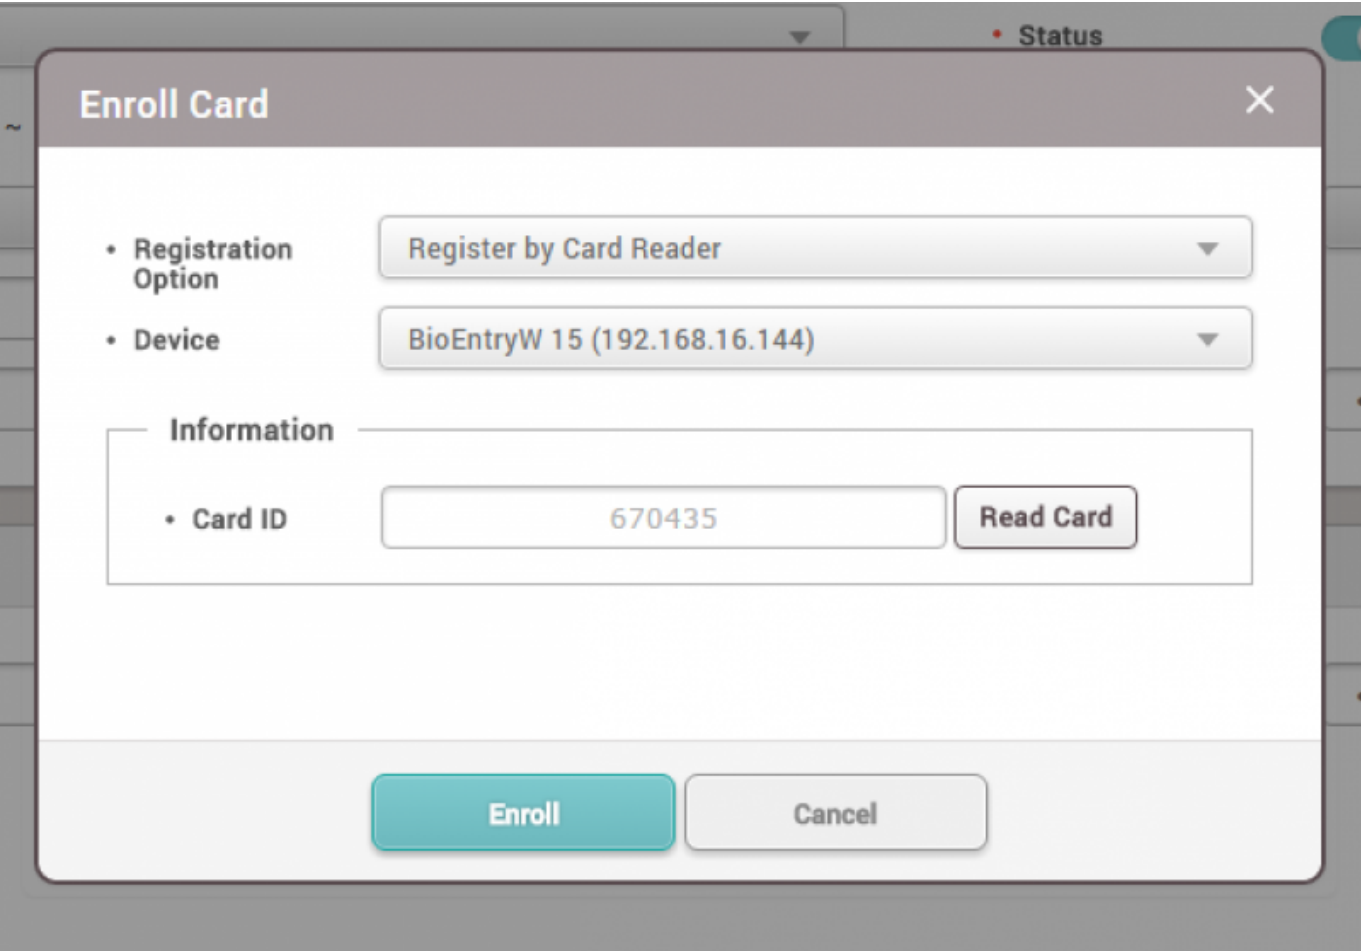 Status
~
Enroll Card
Registration
Option
Register by Card Reader
Device
BioEntryW 15 (192.168.16.144)
Information
Card ID
670435
Read Card
Enroll
Cancel